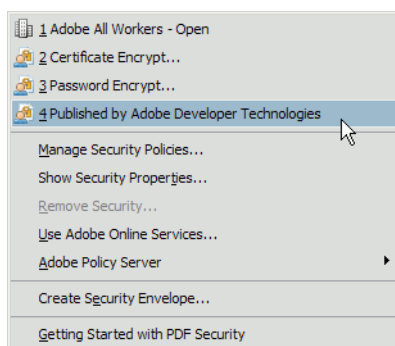 1 Adobe All Workers - Open
2 Certificate Encrypt...
3 Password Encrypt...
4 Published by Adobe Developer Technologies
Manage Security Policies...
Show Security Properties...
Remove Security...
Use Adobe Online Services...
Adobe Policy Server
Create Security Envelope...
Getting Started with PDF Security